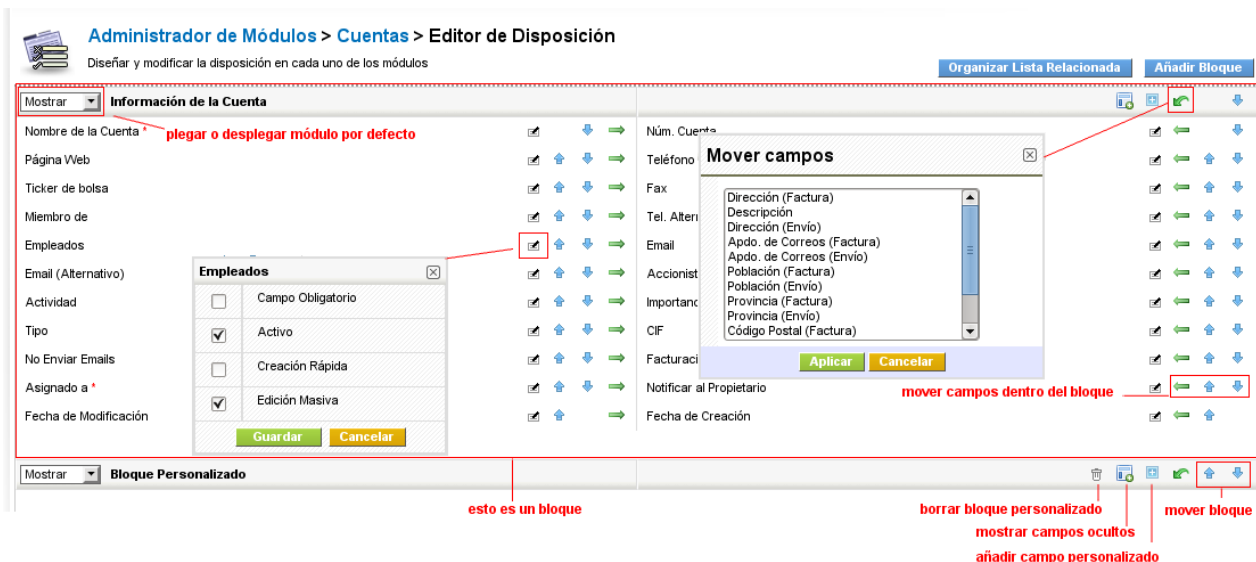 Administrador de Módulos > Cuentas > Editor de Disposición
Diseñar y modificar la disposición en cada uno de los módulos
Organizar Lista Relacionada
Añadir Bloque
Mostrar
Información de la Cuenta
plegar o desplegar módulo por defecto
Nombre de la Cuenta *
Página Web
Ticker de bolsa
Miembro de
Empleados
Email (Alternativo)
Actividad
Tipo
No Enviar Emails
Asignado a *
Fecha de Modificación
Empleados
Campo Obligatorio
Activo
Creación Rápida
Edición Masiva
Guardar
Cancelar
Núm. Cuenta
Teléfono
Fax
Tel. Altern
Email
Accionist
Importanc
CIF
Facturaci
Notificar al Propietario
Fecha de Creación
Mover campos
Dirección (Factura)
Descripción
Dirección (Envío)
Apdo. de Correos (Factura)
Apdo. de Correos (Envío)
Población (Factura)
Población (Envío)
Provincia (Factura)
Provincia (Envío)
Código Postal (Factura)
Aplicar
Cancelar
mover campos dentro del bloque
Mostrar
Bloque Personalizado
esto es un bloque
borrar bloque personalizado
mover bloque
mostrar campos ocultos
añadir campo personalizado